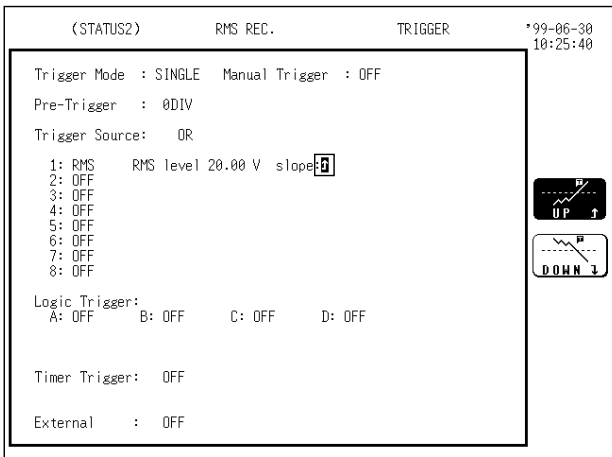 (STATUS2) RMS REC. TRIGGER '99-06-30
10:25:40
Trigger Mode : SINGLE Manual Trigger : OFF
Pre-Trigger : 0DIV
Trigger Source: OR
1: RMS RMS level 20.00 V slope:↑
2: OFF
3: OFF
4: OFF
5: OFF
6: OFF
7: OFF
8: OFF
Logic Trigger:
A: OFF B: OFF C: OFF D: OFF
Timer Trigger: OFF
External : OFF
T
UP ↑
T
DOWN ↓